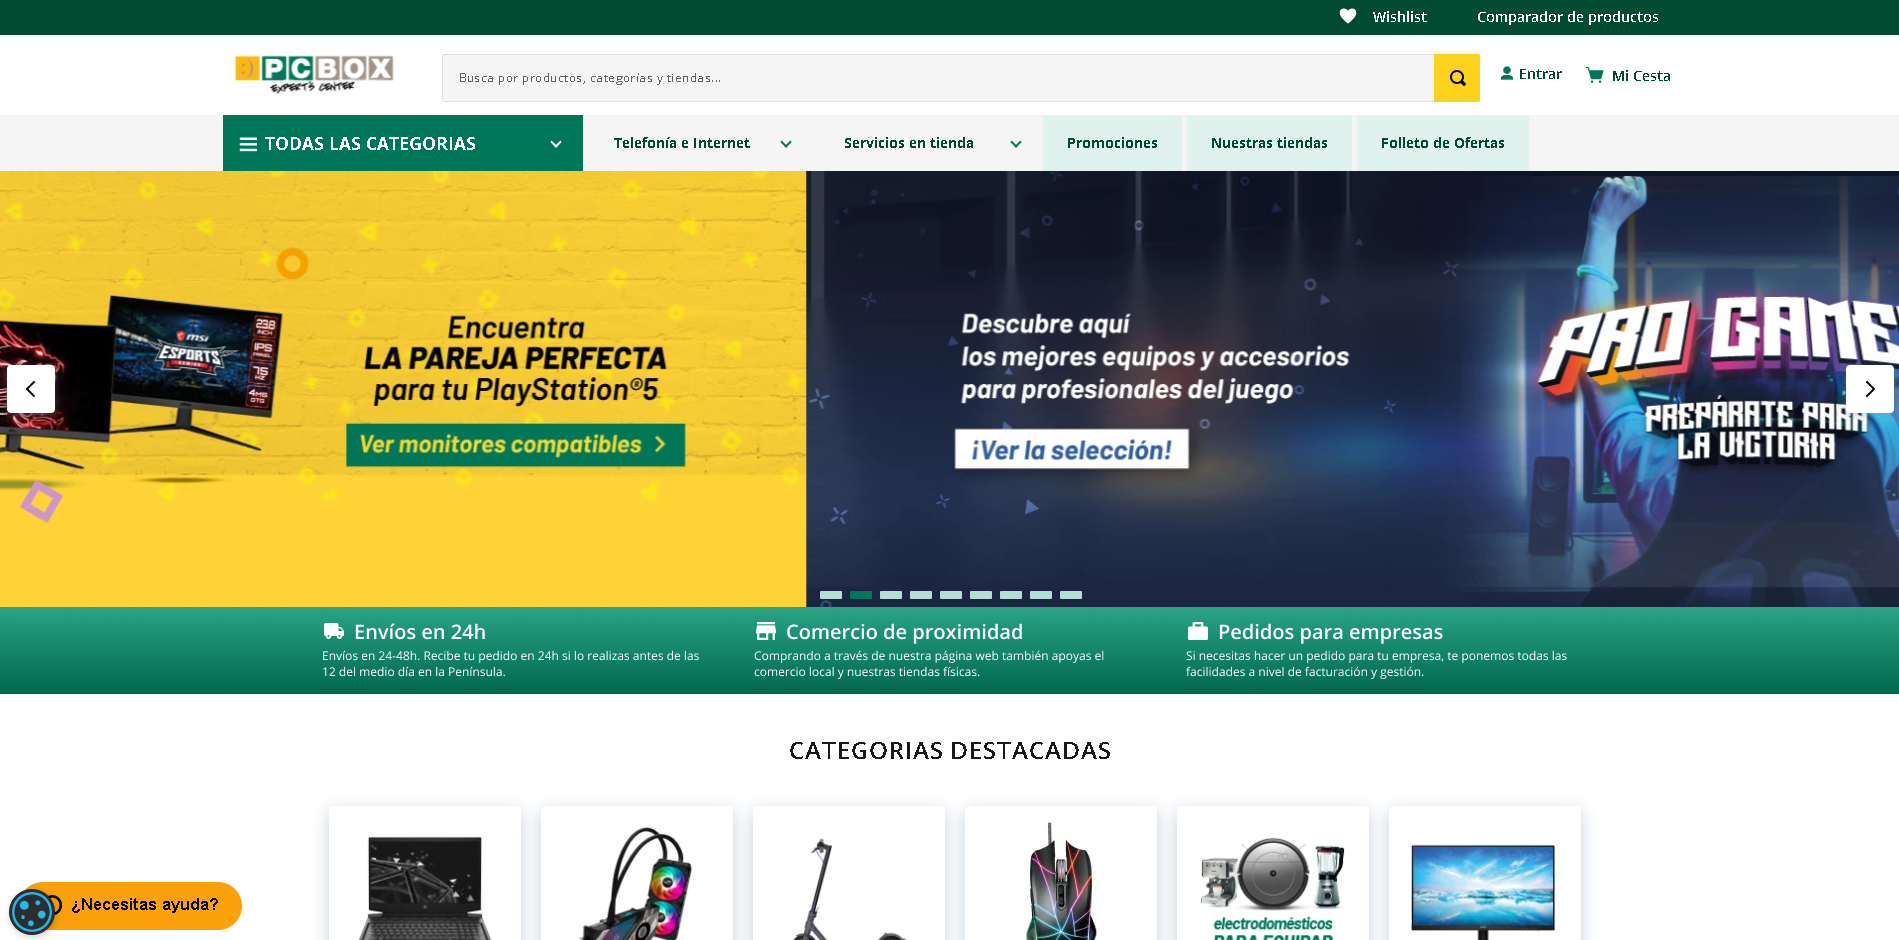 Wishlist
Comparador de productos
PCBOX
EXPERT'S CENTER
Busca por productos, categorías y tiendas...
Entrar
Mi Cesta
TODAS LAS CATEGORIAS
Telefonía e Internet
Servicios en tienda
Promociones
Nuestras tiendas
Folleto de Ofertas
msi
ESPORTS
GAMING
23.8
INCH
IPS
PANEL
75
HZ
4MS
GTG
Encuentra
LA PAREJA PERFECTA
para tu PlayStation®5
Ver monitores compatibles
Descubre aquí
los mejores equipos y accesorios
para profesionales del juego
¡Ver la selección!
PRO GAME
PREPÁRATE PARA
LA VICTORIA
Envíos en 24h
Envíos en 24-48h. Recibe tu pedido en 24h si lo realizas antes de las
12 del medio día en la Península.
Comercio de proximidad
Comprando a través de nuestra página web también apoyas el
comercio local y nuestras tiendas físicas.
Pedidos para empresas
Si necesitas hacer un pedido para tu empresa, te ponemos todas las
facilidades a nivel de facturación y gestión.
CATEGORIAS DESTACADAS
electrodomésticos
PARA EQUIPAR
¿Necesitas ayuda?